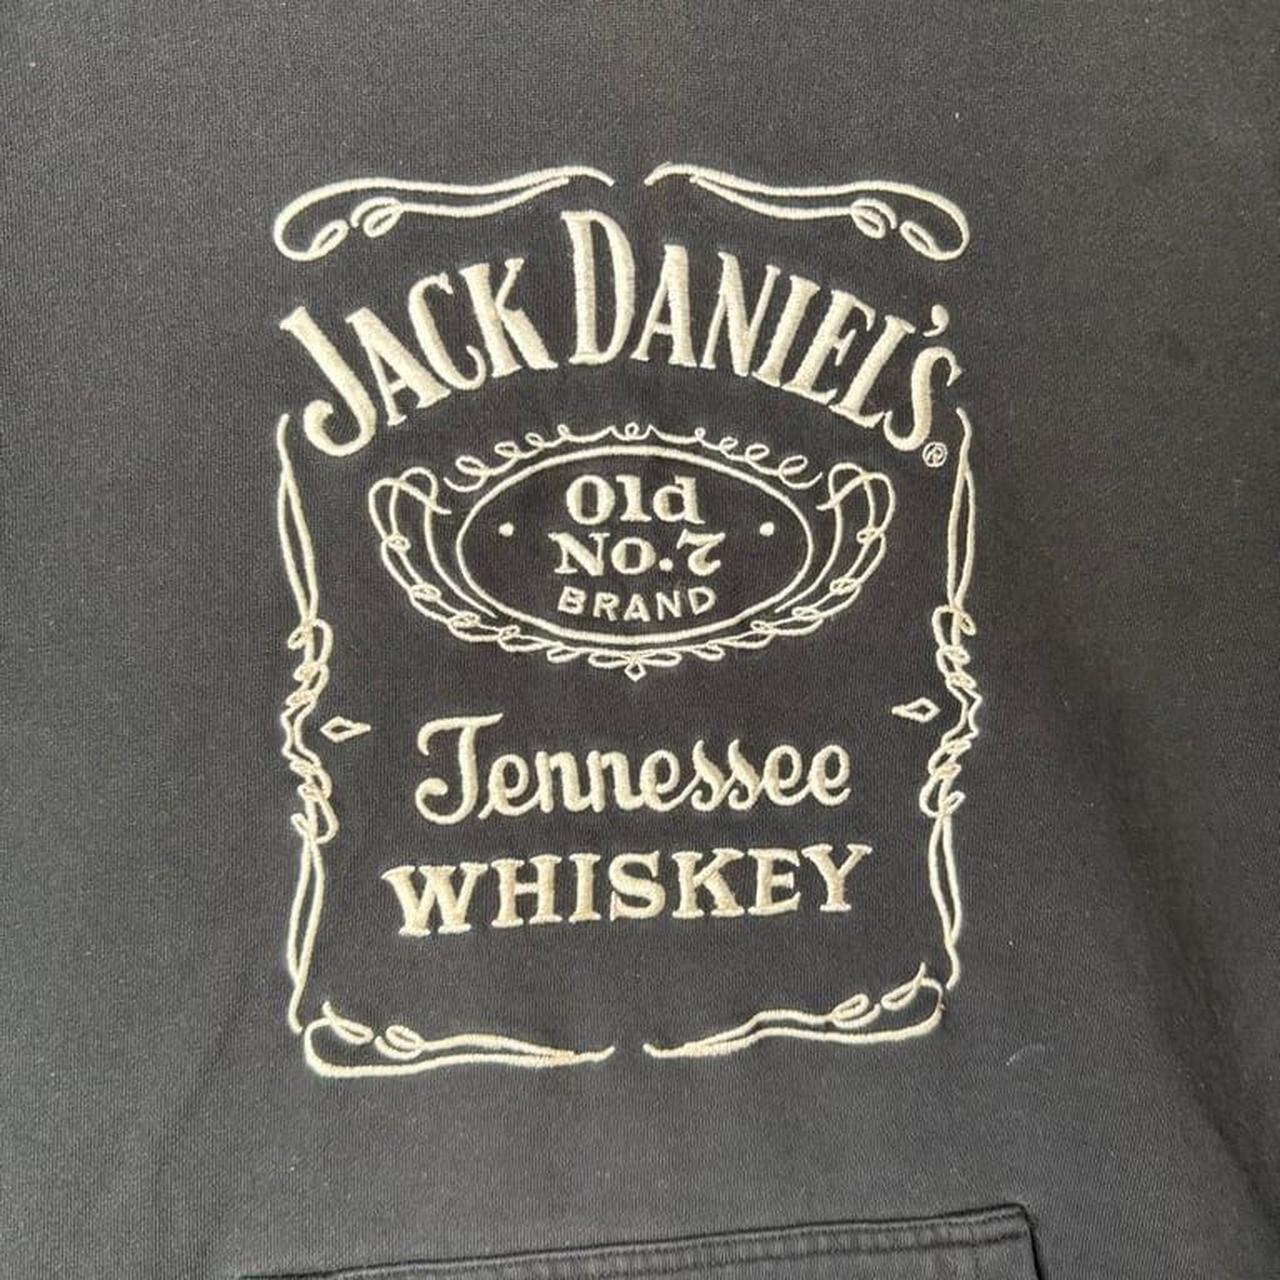 JACK DANIEL'S®
Old
No.7
BRAND
Tennessee
WHISKEY